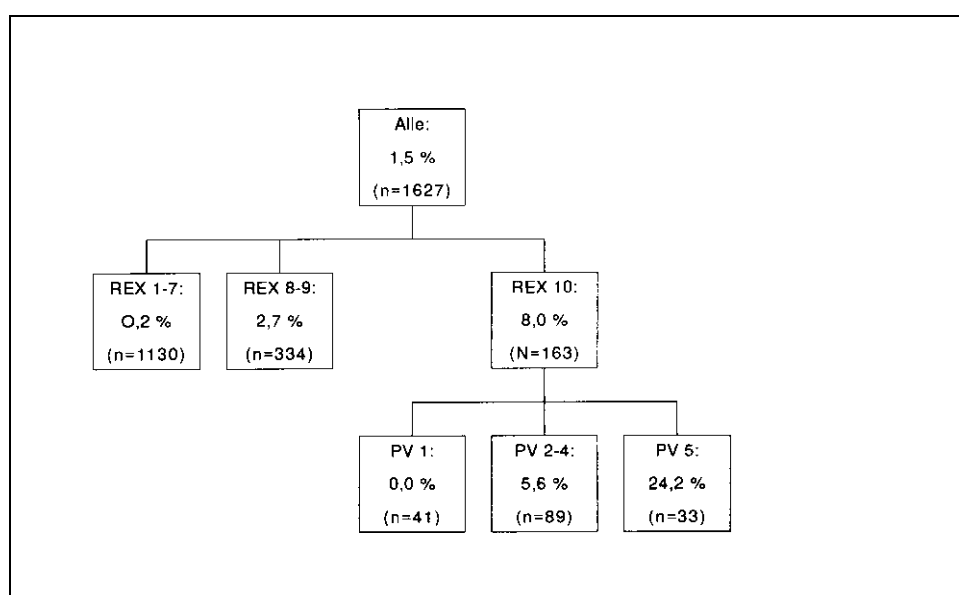 Alle:
1,5 %
(n=1627)
REX 1-7:
O,2 %
(n=1130)
REX 8-9:
2,7 %
(n=334)
REX 10:
8,0 %
(N=163)
PV 1:
0,0 %
(n=41)
PV 2-4:
5,6 %
(n=89)
PV 5:
24,2 %
(n=33)